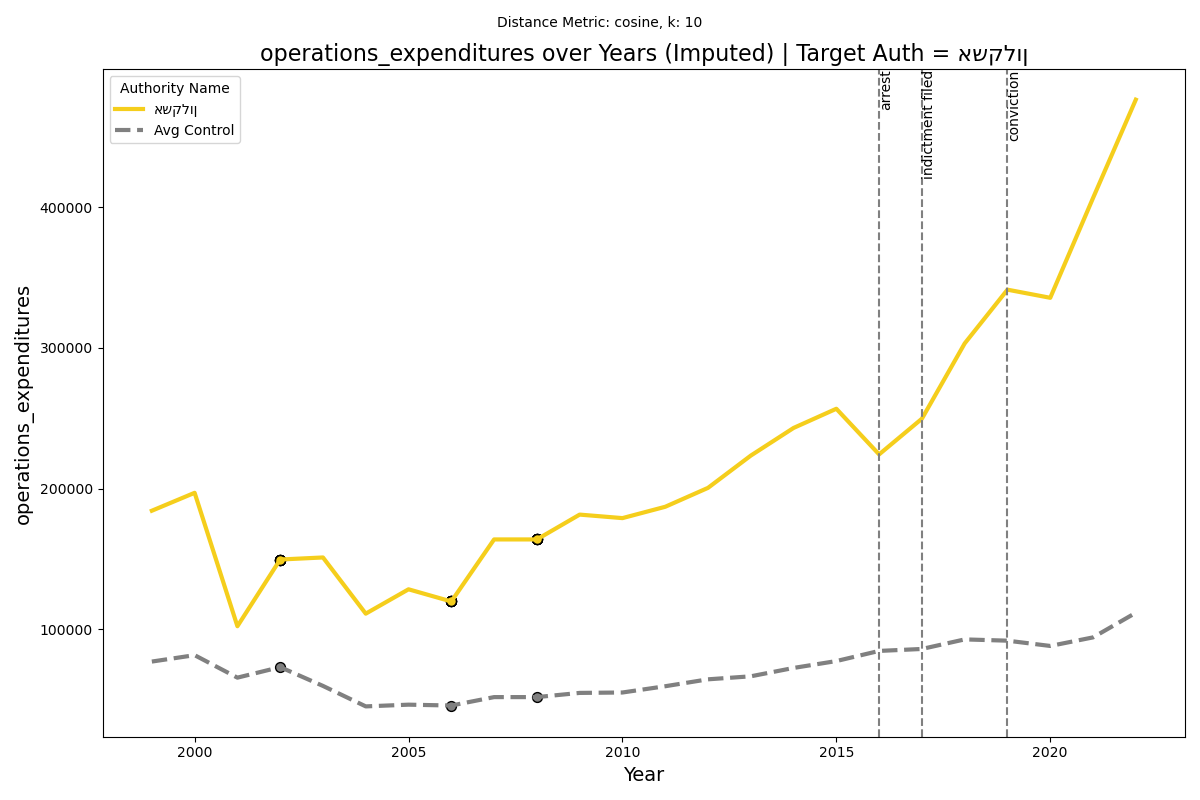 Distance Metric: cosine, k: 10
operations_expenditures over Years (Imputed) | Target Auth = אשקלון
Authority Name
אשקלון
Avg Control
arrest
indictment filed
conviction
400000
300000
200000
100000
operations_expenditures
2000
2005
2010
2015
2020
Year